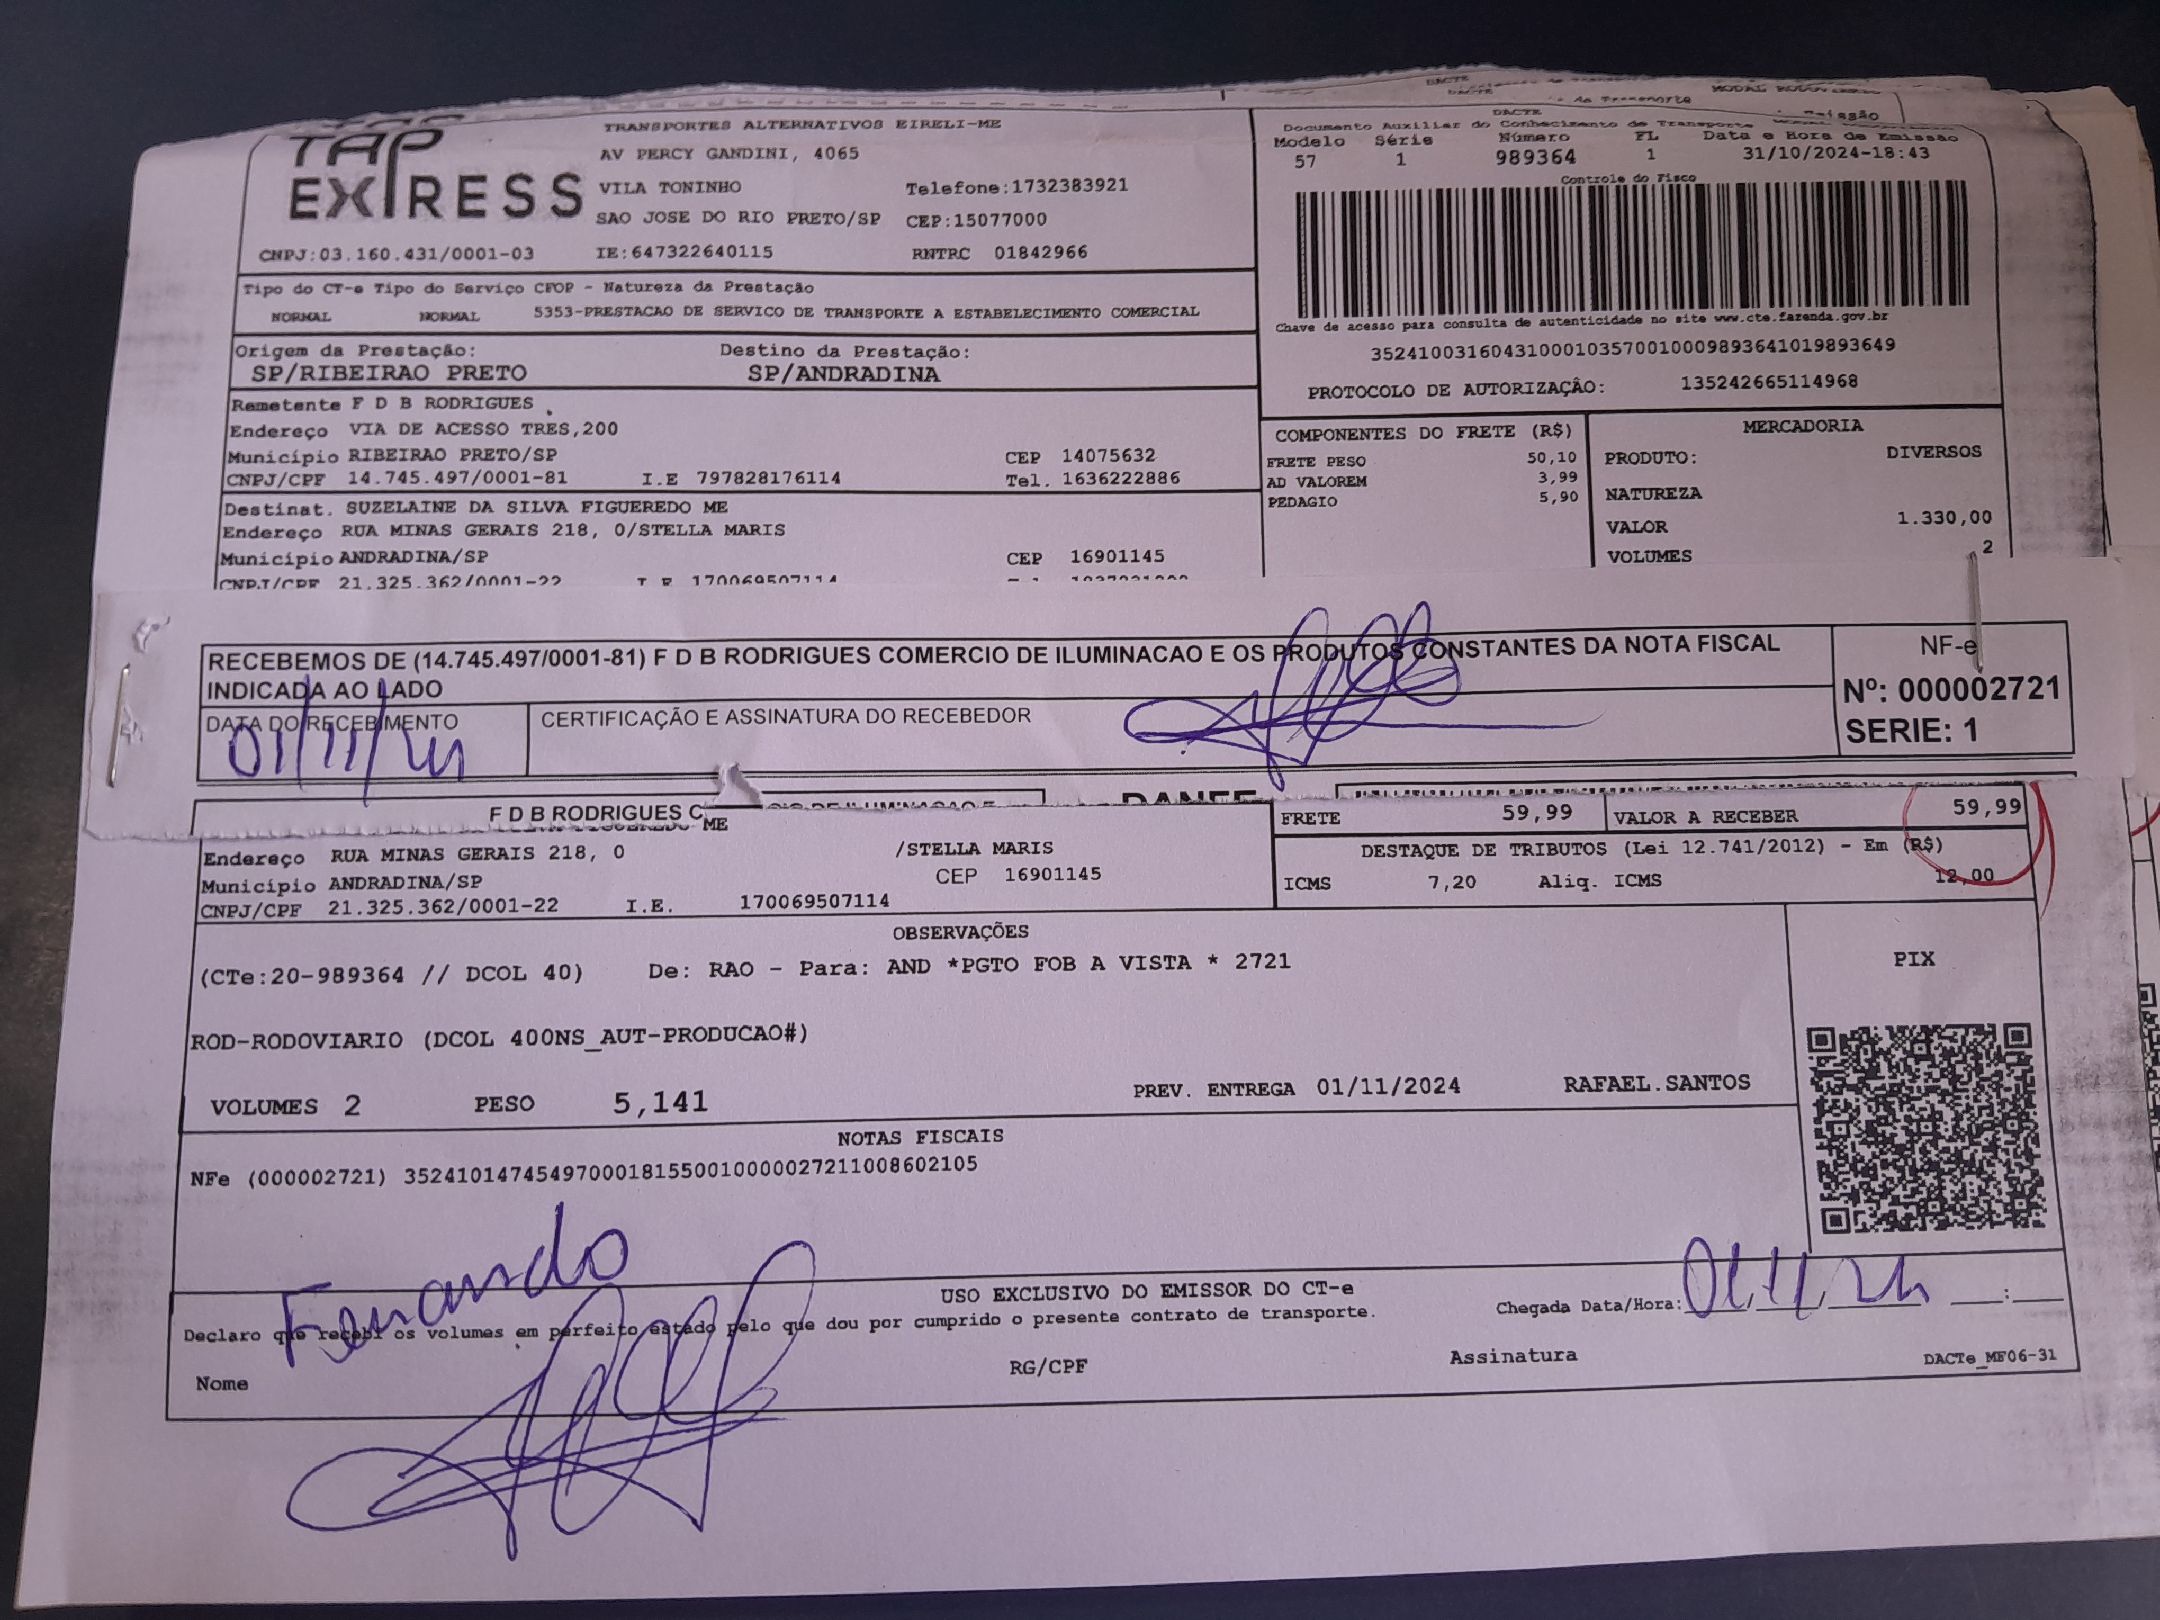 DACTE
DACTE
MODAL RODOVIARIO
TAP
EXPRESS
TRANSPORTES ALTERNATIVOS EIRELI-ME
AV PERCY GANDINI, 4065
VILA TONINHO Telefone:1732383921
SAO JOSE DO RIO PRETO/SP CEP:15077000
CNPJ:03.160.431/0001-03 IE:647322640115 RNTRC 01842966
DACTE
Documento Auxiliar do Conhecimento de Transporte
Modelo Série Número FL Data e Hora de Emissão
57 1 989364 1 31/10/2024-18:43
Controle do Fisco
Chave de acesso para consulta de autenticidade no site www.cte.fazenda.gov.br
35241003160431000103570010009893641019893649
PROTOCOLO DE AUTORIZAÇÃO: 135242665114968
Tipo do CT-e Tipo do Serviço CFOP - Natureza da Prestação
NORMAL NORMAL 5353-PRESTACAO DE SERVICO DE TRANSPORTE A ESTABELECIMENTO COMERCIAL
Origem da Prestação: Destino da Prestação:
SP/RIBEIRAO PRETO SP/ANDRADINA
Remetente F D B RODRIGUES
Endereço VIA DE ACESSO TRES,200
Município RIBEIRAO PRETO/SP CEP 14075632
CNPJ/CPF 14.745.497/0001-81 I.E 797828176114 Tel. 1636222886
Destinat. SUZELAINE DA SILVA FIGUEREDO ME
Endereço RUA MINAS GERAIS 218, 0/STELLA MARIS
Município ANDRADINA/SP CEP 16901145
CNPJ/CPF 21.325.362/0001-22 I E 170069507114
COMPONENTES DO FRETE (R$)
FRETE PESO 50,10
AD VALOREM 3,99
PEDAGIO 5,90
MERCADORIA
PRODUTO: DIVERSOS
NATUREZA
VALOR 1.330,00
VOLUMES 2
RECEBEMOS DE (14.745.497/0001-81) F D B RODRIGUES COMERCIO DE ILUMINACAO E OS PRODUTOS CONSTANTES DA NOTA FISCAL
INDICADA AO LADO
DATA DO RECEBIMENTO CERTIFICAÇÃO E ASSINATURA DO RECEBEDOR
01/11/24
NF-e
Nº: 000002721
SERIE: 1
DANFE
F D B RODRIGUES C
ME
Endereço RUA MINAS GERAIS 218, 0 /STELLA MARIS
Município ANDRADINA/SP CEP 16901145
CNPJ/CPF 21.325.362/0001-22 I.E. 170069507114
FRETE 59,99 VALOR A RECEBER 59,99
DESTAQUE DE TRIBUTOS (Lei 12.741/2012) - Em (R$)
ICMS 7,20 Aliq. ICMS 12,00
OBSERVAÇÕES
(CTe:20-989364 // DCOL 40) De: RAO - Para: AND *PGTO FOB A VISTA * 2721
ROD-RODOVIARIO (DCOL 400NS_AUT-PRODUCAO#)
VOLUMES 2 PESO 5,141 PREV. ENTREGA 01/11/2024 RAFAEL.SANTOS
PIX
NOTAS FISCAIS
NFe (000002721) 35241014745497000181550010000027211008602105
Fernando
USO EXCLUSIVO DO EMISSOR DO CT-e
Declaro que recebi os volumes em perfeito estado pelo que dou por cumprido o presente contrato de transporte.
Chegada Data/Hora: 01/11/24 __:__
Nome RG/CPF Assinatura DACTe_MF06-31